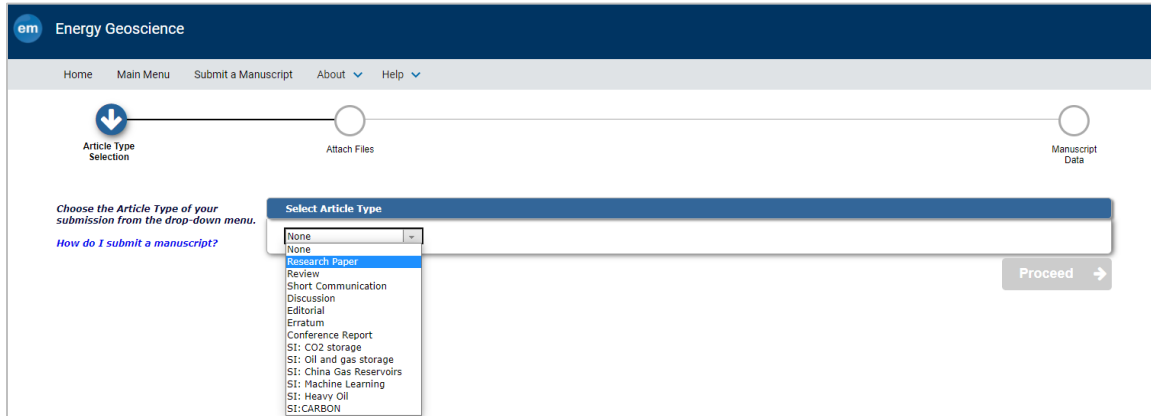 em Energy Geoscience
Home Main Menu Submit a Manuscript About Help
Article Type
Selection
Attach Files
Manuscript
Data
Choose the Article Type of your
submission from the drop-down menu.
How do I submit a manuscript?
Select Article Type
None
None
Research Paper
Review
Short Communication
Discussion
Editorial
Erratum
Conference Report
SI: CO2 storage
SI: Oil and gas storage
SI: China Gas Reservoirs
SI: Machine Learning
SI: Heavy Oil
SI:CARBON
Proceed